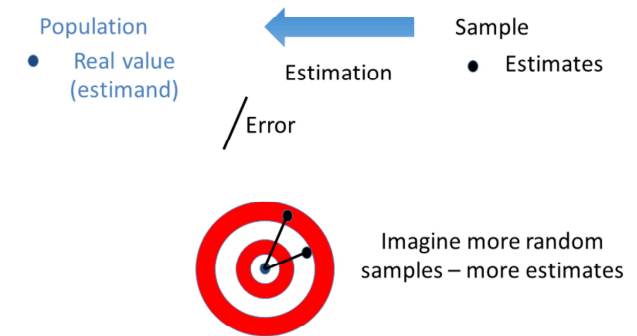 Population
Sample
Real value
(estimand)
Estimation
Estimates
Error
Imagine more random
samples – more estimates